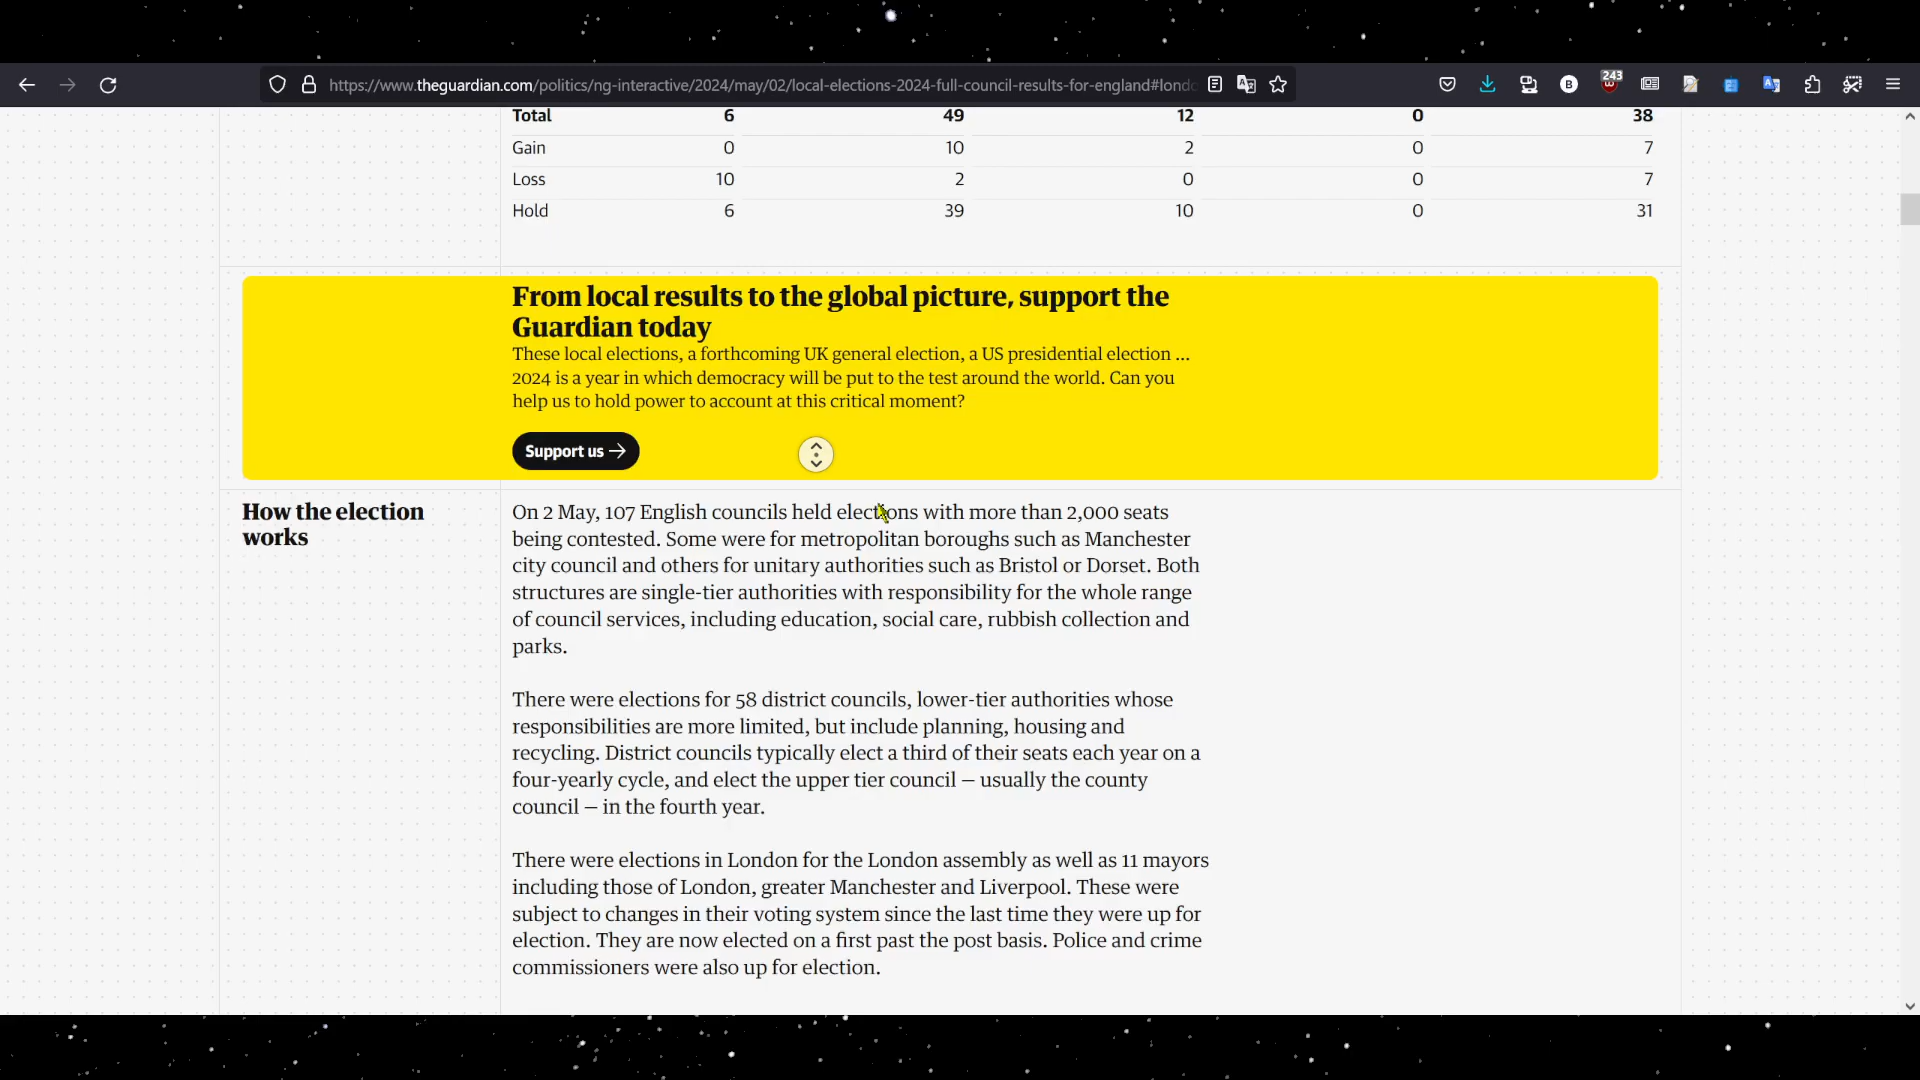 https://www.theguardian.com/politics/ng-interactive/2024/may/02/local-elections-2024-full-council-results-for-england#londo
243
Total 6 49 12 0 38
Gain 0 10 2 0 7
Loss 10 2 0 0 7
Hold 6 39 10 0 31
From local results to the global picture, support the
Guardian today
These local elections, a forthcoming UK general election, a US presidential election ...
2024 is a year in which democracy will be put to the test around the world. Can you
help us to hold power to account at this critical moment?
Support us →
How the election
works
On 2 May, 107 English councils held elections with more than 2,000 seats
being contested. Some were for metropolitan boroughs such as Manchester
city council and others for unitary authorities such as Bristol or Dorset. Both
structures are single-tier authorities with responsibility for the whole range
of council services, including education, social care, rubbish collection and
parks.
There were elections for 58 district councils, lower-tier authorities whose
responsibilities are more limited, but include planning, housing and
recycling. District councils typically elect a third of their seats each year on a
four-yearly cycle, and elect the upper tier council – usually the county
council – in the fourth year.
There were elections in London for the London assembly as well as 11 mayors
including those of London, greater Manchester and Liverpool. These were
subject to changes in their voting system since the last time they were up for
election. They are now elected on a first past the post basis. Police and crime
commissioners were also up for election.